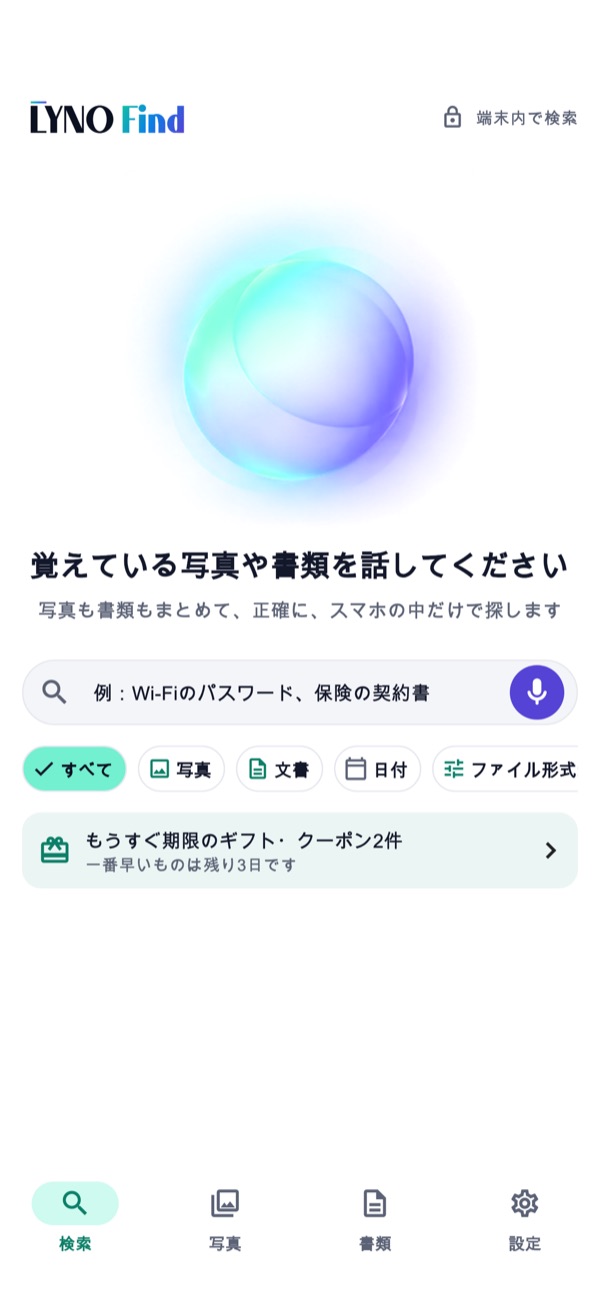 LYNO Find
端末内で検索
覚えている写真や書類を話してください
写真も書類もまとめて、正確に、スマホの中だけで探します
例：Wi-Fiのパスワード、保険の契約書
すべて
写真
文書
日付
ファイル形式
もうすぐ期限のギフト・クーポン2件
一番早いものは残り3日です
検索
写真
書類
設定